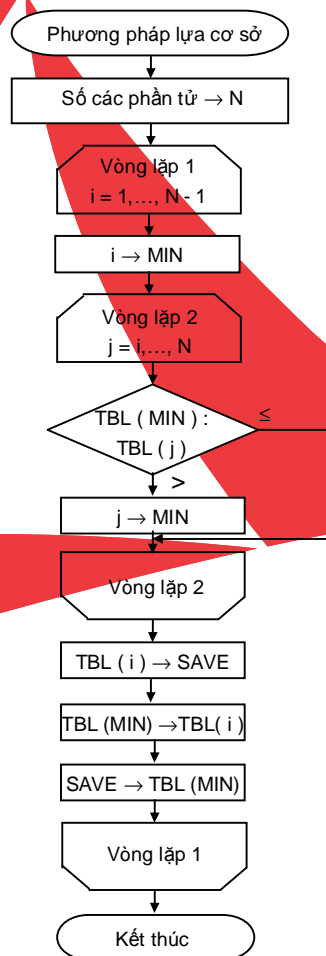 Phương pháp lựa cơ sở
Số các phần tử → N
Vòng lặp 1
i = 1,…, N - 1
i → MIN
Vòng lặp 2
j = i,…, N
TBL ( MIN ) :
TBL ( j )
≤
>
j → MIN
Vòng lặp 2
TBL ( i ) → SAVE
TBL (MIN) →TBL( i )
SAVE → TBL (MIN)
Vòng lặp 1
Kết thúc